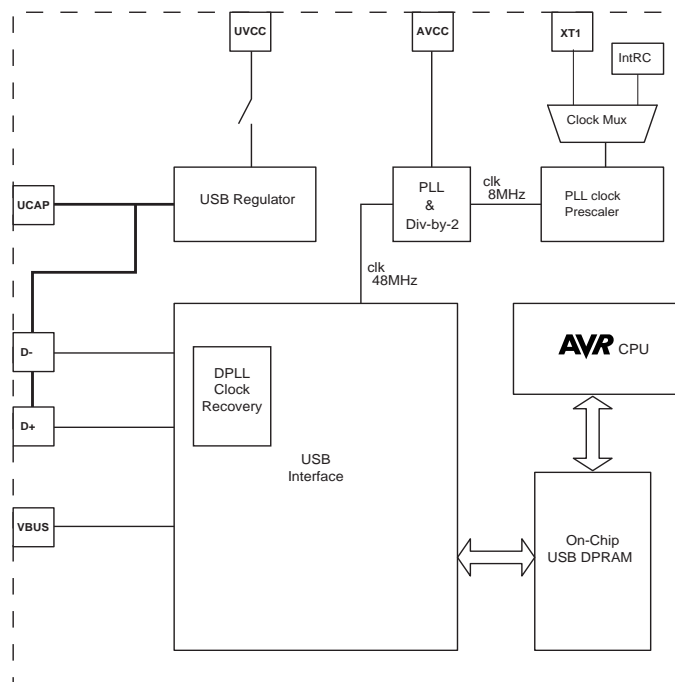 UVCC
AVCC
XT1
IntRC
Clock Mux
UCAP
USB Regulator
PLL
&
Div-by-2
clk
8MHz
PLL clock
Prescaler
clk
48MHz
D-
D+
VBUS
DPLL
Clock
Recovery
USB
Interface
AVR CPU
On-Chip
USB DPRAM